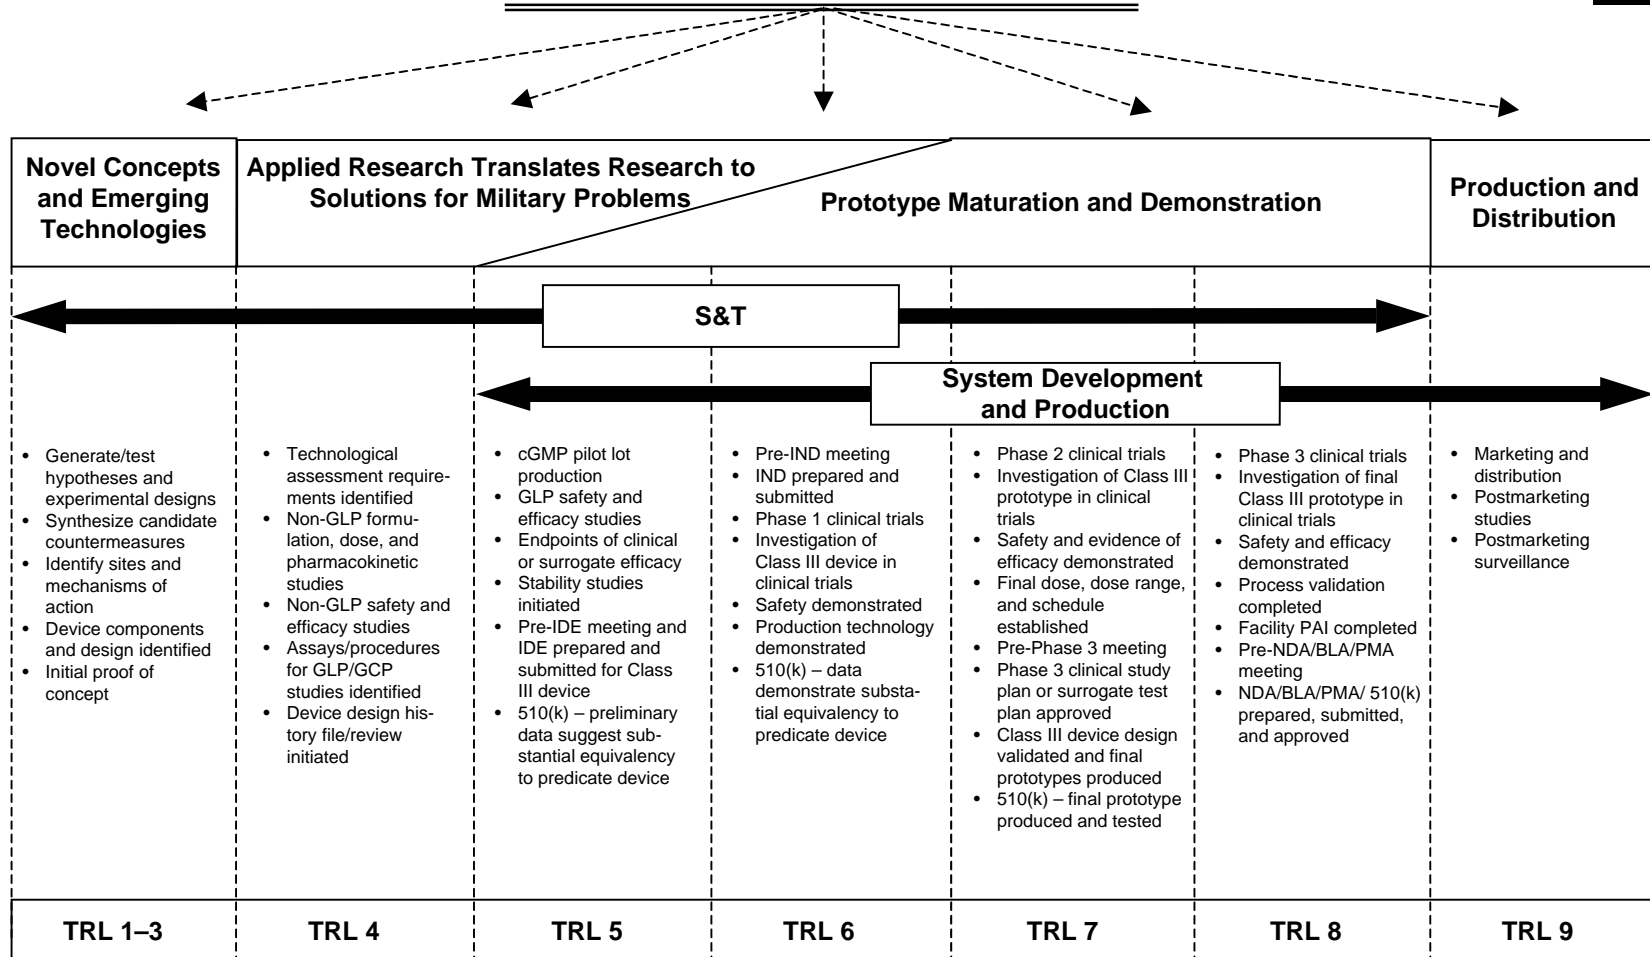 Novel Concepts
and Emerging
Technologies
Applied Research Translates Research to
Solutions for Military Problems
Prototype Maturation and Demonstration
Production and
Distribution
S&T
System Development
and Production
• Generate/test
hypotheses and
experimental designs
• Synthesize candidate
countermeasures
• Identify sites and
mechanisms of
action
• Device components
and design identified
• Initial proof of
concept
• Technological
assessment require-
ments identified
• Non-GLP formu-
lation, dose, and
pharmacokinetic
studies
• Non-GLP safety and
efficacy studies
• Assays/procedures
for GLP/GCP
studies identified
• Device design his-
tory file/review
initiated
• cGMP pilot lot
production
• GLP safety and
efficacy studies
• Endpoints of clinical
or surrogate efficacy
• Stability studies
initiated
• Pre-IDE meeting and
IDE prepared and
submitted for Class
III device
• 510(k) – preliminary
data suggest sub-
stantial equivalency
to predicate device
• Pre-IND meeting
• IND prepared and
submitted
• Phase 1 clinical trials
• Investigation of
Class III device in
clinical trials
• Safety demonstrated
• Production technology
demonstrated
• 510(k) – data
demonstrate substa-
tial equivalency to
predicate device
• Phase 2 clinical trials
• Investigation of Class III
prototype in clinical
trials
• Safety and evidence of
efficacy demonstrated
• Final dose, dose range,
and schedule
established
• Pre-Phase 3 meeting
• Phase 3 clinical study
plan or surrogate test
plan approved
• Class III device design
validated and final
prototypes produced
• 510(k) – final prototype
produced and tested
• Phase 3 clinical trials
• Investigation of final
Class III prototype in
clinical trials
• Safety and efficacy
demonstrated
• Process validation
completed
• Facility PAI completed
• Pre-NDA/BLA/PMA
meeting
• NDA/BLA/PMA/ 510(k)
prepared, submitted,
and approved
• Marketing and
distribution
• Postmarketing
studies
• Postmarketing
surveillance
TRL 1–3
TRL 4
TRL 5
TRL 6
TRL 7
TRL 8
TRL 9